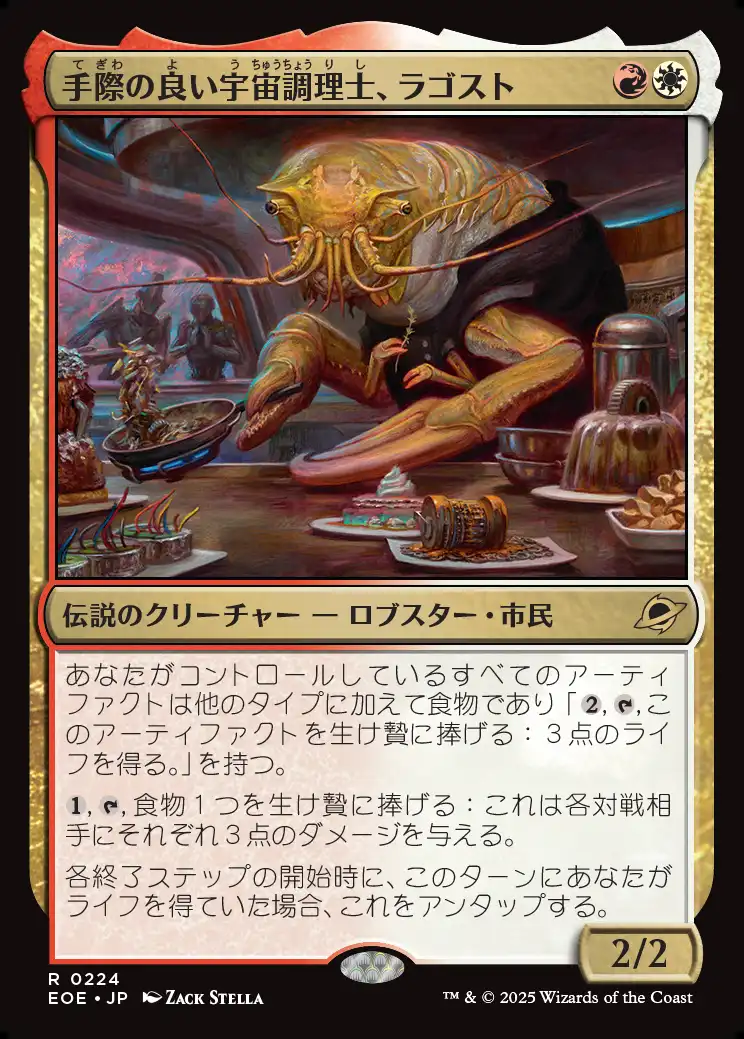 て ぎわ よ う ちゅうちょう り し
手際の良い宇宙調理士、ラゴスト
伝説のクリーチャー — ロブスター・市民
あなたがコントロールしているすべてのアーティ
ファクトは他のタイプに加えて食物であり「2, T,こ
のアーティファクトを生け贄に捧げる：３点のライ
フを得る。」を持つ。
1, T,食物１つを生け贄に捧げる：これは各対戦相
手にそれぞれ３点のダメージを与える。
各終了ステップの開始時に、このターンにあなたが
ライフを得ていた場合、これをアンタップする。
2/2
R 0224
EOE • JP ZACK STELLA
™ & © 2025 Wizards of the Coast